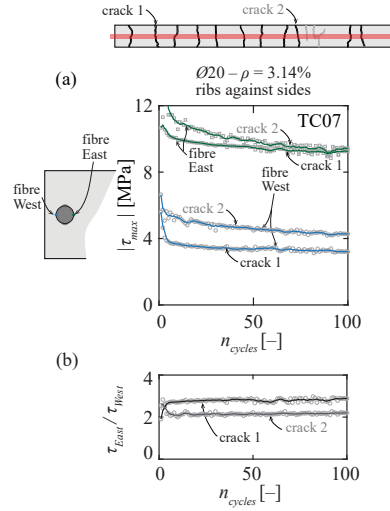 crack 1
crack 2
(a)
Ø20 – ρ = 3.14%
ribs against sides
TC07
crack 2
fibre
East
crack 1
fibre
West
crack 2
crack 1
fibre
West
fibre
East
|τmax| [MPa]
12
8
4
0
0
50
100
ncycles [–]
(b)
τEast / τWest
4
2
0
crack 1
crack 2
0
50
100
ncycles [–]